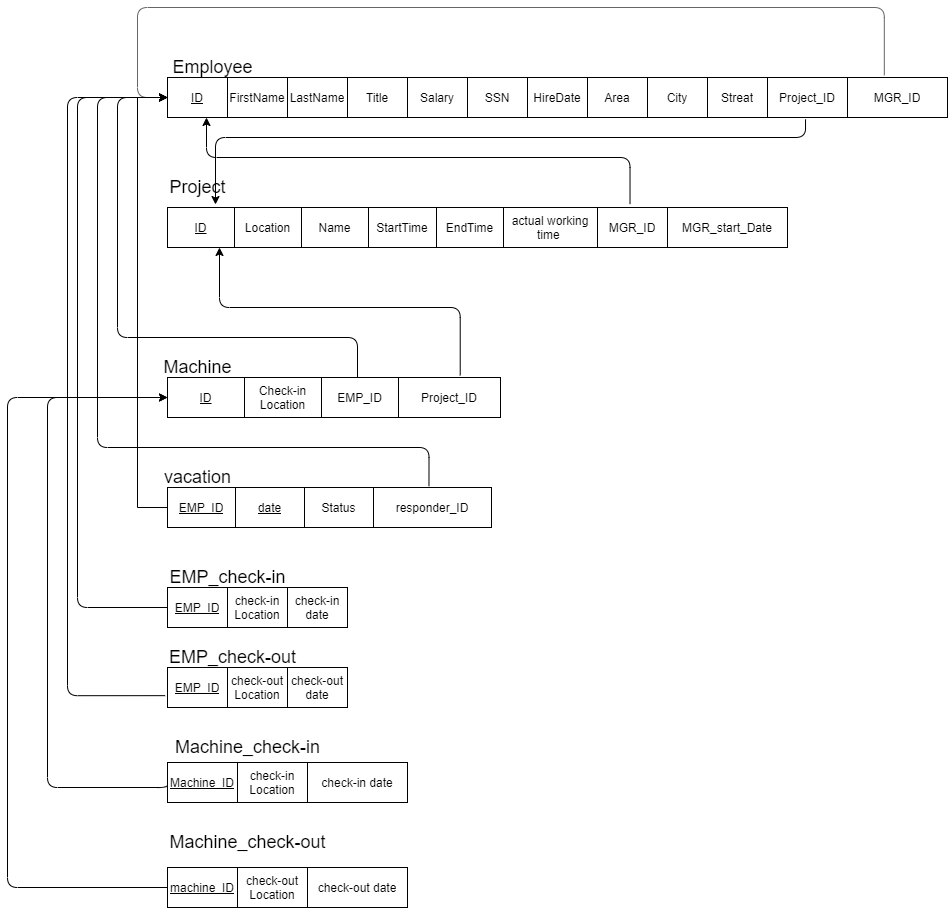 Employee
ID FirstName LastName Title Salary SSN HireDate Area City Streat Project_ID MGR_ID
Project
ID Location Name StartTime EndTime actual working time MGR_ID MGR_start_Date
Machine
ID Check-in Location EMP_ID Project_ID
vacation
EMP_ID date Status responder_ID
EMP_check-in
EMP_ID check-in Location check-in date
EMP_check-out
EMP_ID check-out Location check-out date
Machine_check-in
Machine_ID check-in Location check-in date
Machine_check-out
machine_ID check-out Location check-out date